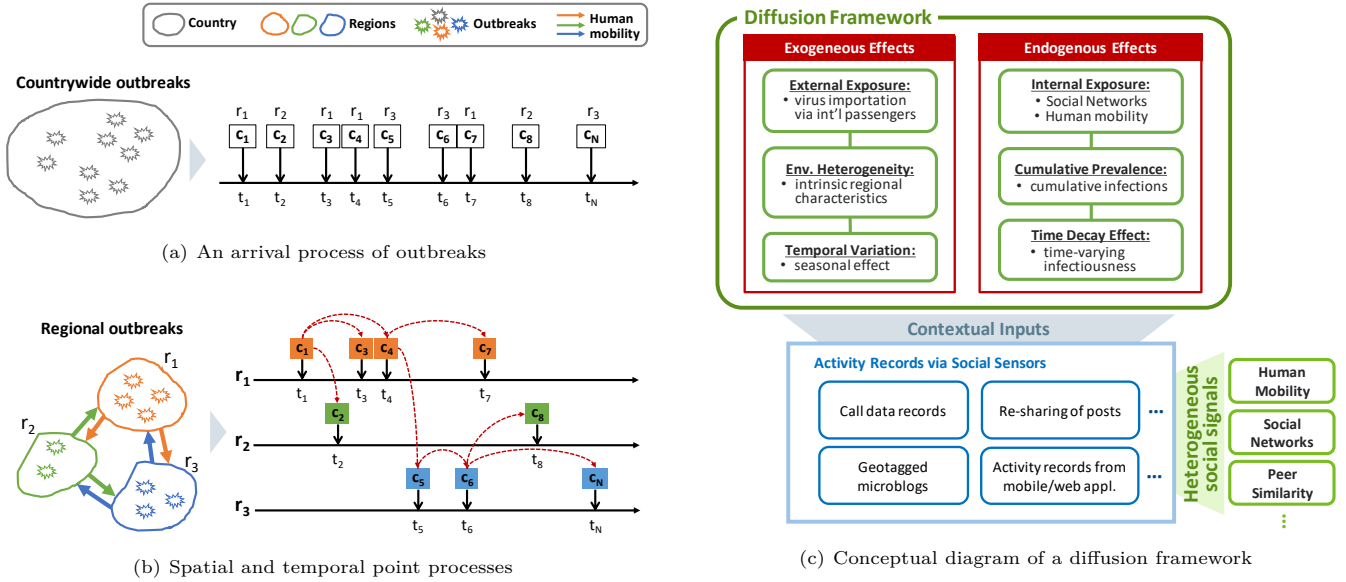 Country
Regions
Outbreaks
Human
mobility
Countrywide outbreaks
r1 r2 r1 r1 r3 r3 r1 r2 r3
c1 c2 c3 c4 c5 c6 c7 c8 cN
t1 t2 t3 t4 t5 t6 t7 t8 tN
(a) An arrival process of outbreaks
Regional outbreaks
r1
r2
r3
c1 c3 c4 c7
r1
t1 t3 t4 t7
c2 c8
r2
t2 t8
c5 c6 cN
r3
t5 t6 tN
(b) Spatial and temporal point processes
Diffusion Framework
Exogeneous Effects
External Exposure:
• virus importation
via int'l passengers
Env. Heterogeneity:
• intrinsic regional
characteristics
Temporal Variation:
• seasonal effect
Endogenous Effects
Internal Exposure:
• Social Networks
• Human mobility
Cumulative Prevalence:
• cumulative infections
Time Decay Effect:
• time-varying
infectiousness
Contextual Inputs
Activity Records via Social Sensors
Call data records
Re-sharing of posts
...
Geotagged
microblogs
Activity records from
mobile/web appl.
...
Heterogeneous
social signals
Human
Mobility
Social
Networks
Peer
Similarity
⋮
(c) Conceptual diagram of a diffusion framework